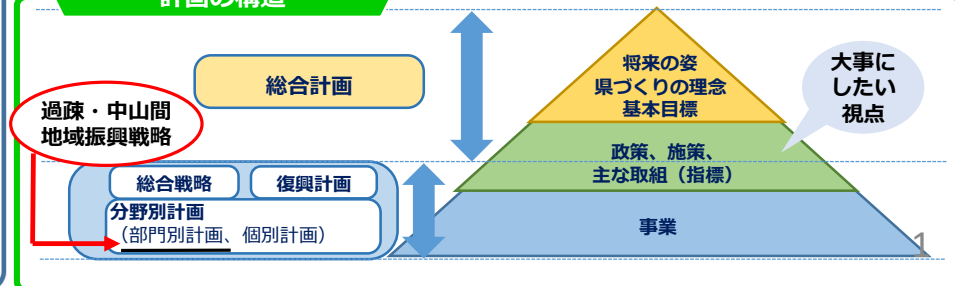 計画の構造
総合計画
過疎・中山間
地域振興戦略
総合戦略
復興計画
分野別計画
（部門別計画、個別計画）
将来の姿
県づくりの理念
基本目標
政策、施策、
主な取組（指標）
事業
大事に
したい
視点
1